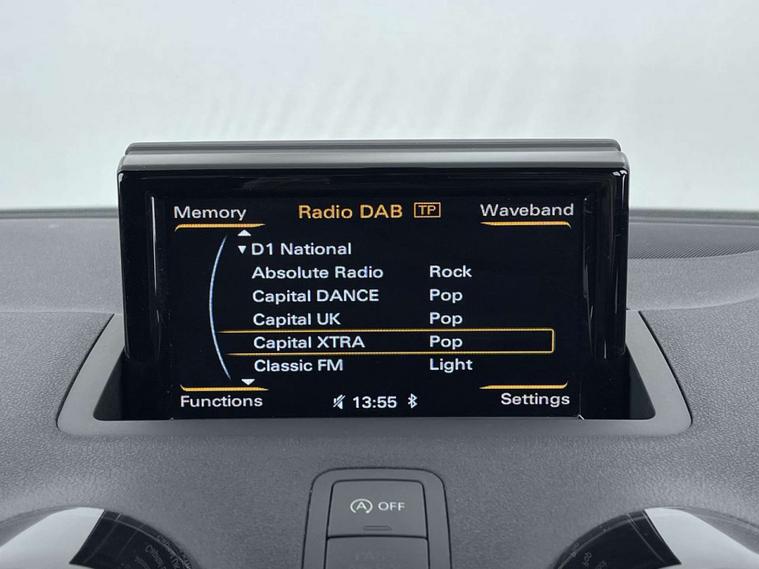 Memory Radio DAB TP Waveband
D1 National
Absolute Radio Rock
Capital DANCE Pop
Capital UK Pop
Capital XTRA Pop
Classic FM Light
Functions 13:55 Settings
A OFF